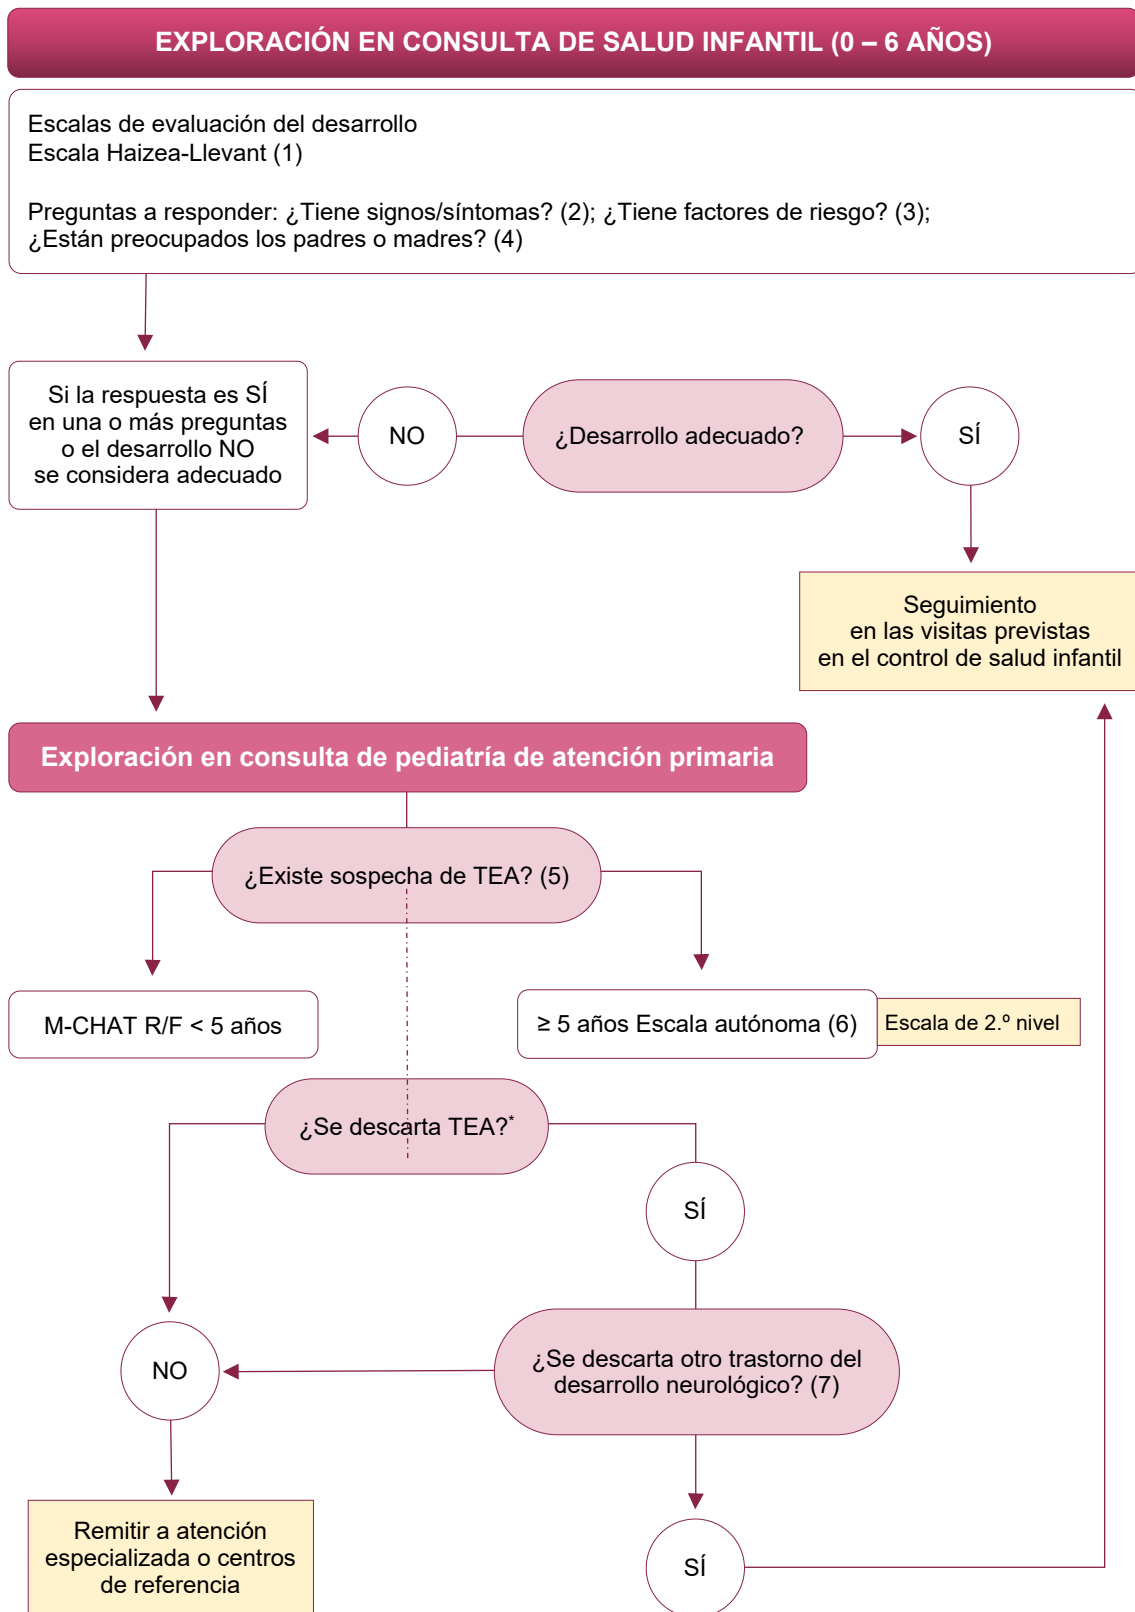 EXPLORACIÓN EN CONSULTA DE SALUD INFANTIL (0 – 6 AÑOS)
Escalas de evaluación del desarrollo
Escala Haizea-Llevant (1)
Preguntas a responder: ¿Tiene signos/síntomas? (2); ¿Tiene factores de riesgo? (3);
¿Están preocupados los padres o madres? (4)
Si la respuesta es SÍ
en una o más preguntas
o el desarrollo NO
se considera adecuado
NO
¿Desarrollo adecuado?
SÍ
Seguimiento
en las visitas previstas
en el control de salud infantil
Exploración en consulta de pediatría de atención primaria
¿Existe sospecha de TEA? (5)
M-CHAT R/F < 5 años
≥ 5 años Escala autónoma (6)
Escala de 2.º nivel
¿Se descarta TEA?*
SÍ
NO
¿Se descarta otro trastorno del
desarrollo neurológico? (7)
Remitir a atención
especializada o centros
de referencia
SÍ